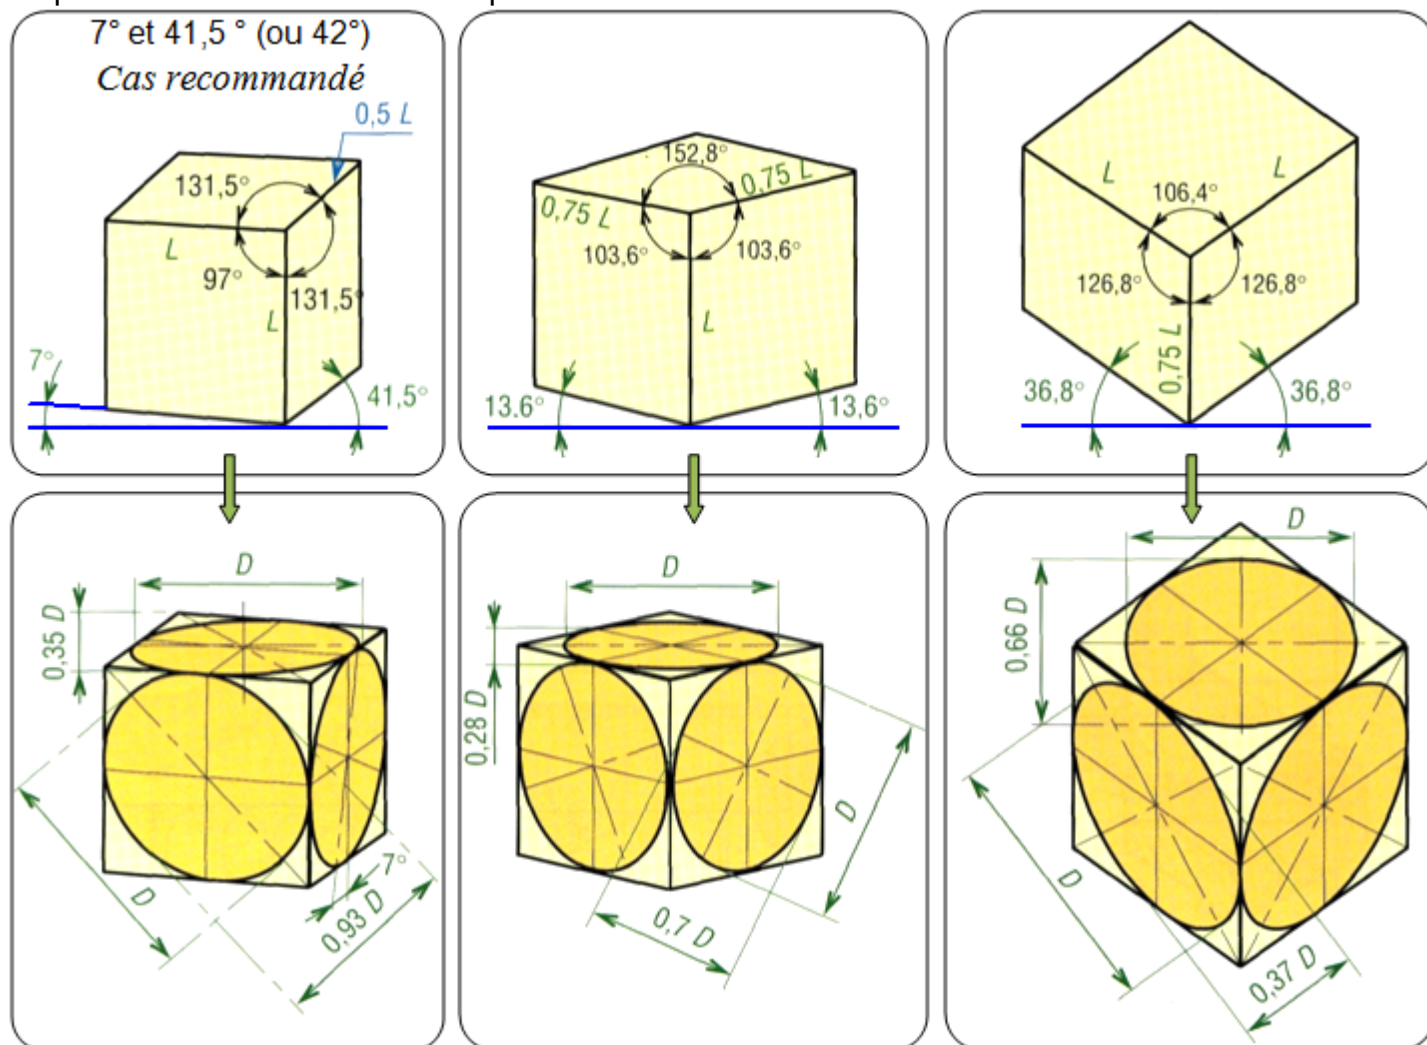 7° et 41,5 ° (ou 42°)
Cas recommandé
0,5 L
131,5°
L
97°
131,5°
L
7°
41,5°
152,8°
0,75 L
0,75 L
103,6°
103,6°
L
13.6°
13,6°
L
L
106,4°
126,8°
126,8°
0,75 L
36,8°
36,8°
D
0,35 D
7°
D
0,93 D
D
0,28 D
D
0,7 D
D
0,66 D
D
0,37 D